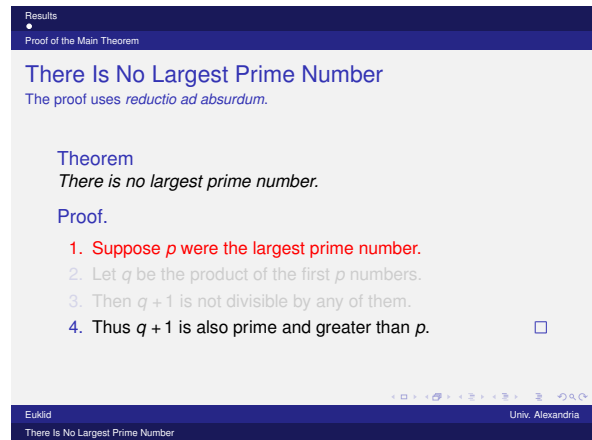 Results
Proof of the Main Theorem
There Is No Largest Prime Number
The proof uses reductio ad absurdum.
Theorem
There is no largest prime number.
Proof.
1. Suppose p were the largest prime number.
2. Let q be the product of the first p numbers.
3. Then q + 1 is not divisible by any of them.
4. Thus q + 1 is also prime and greater than p.
Euklid Univ. Alexandria
There Is No Largest Prime Number